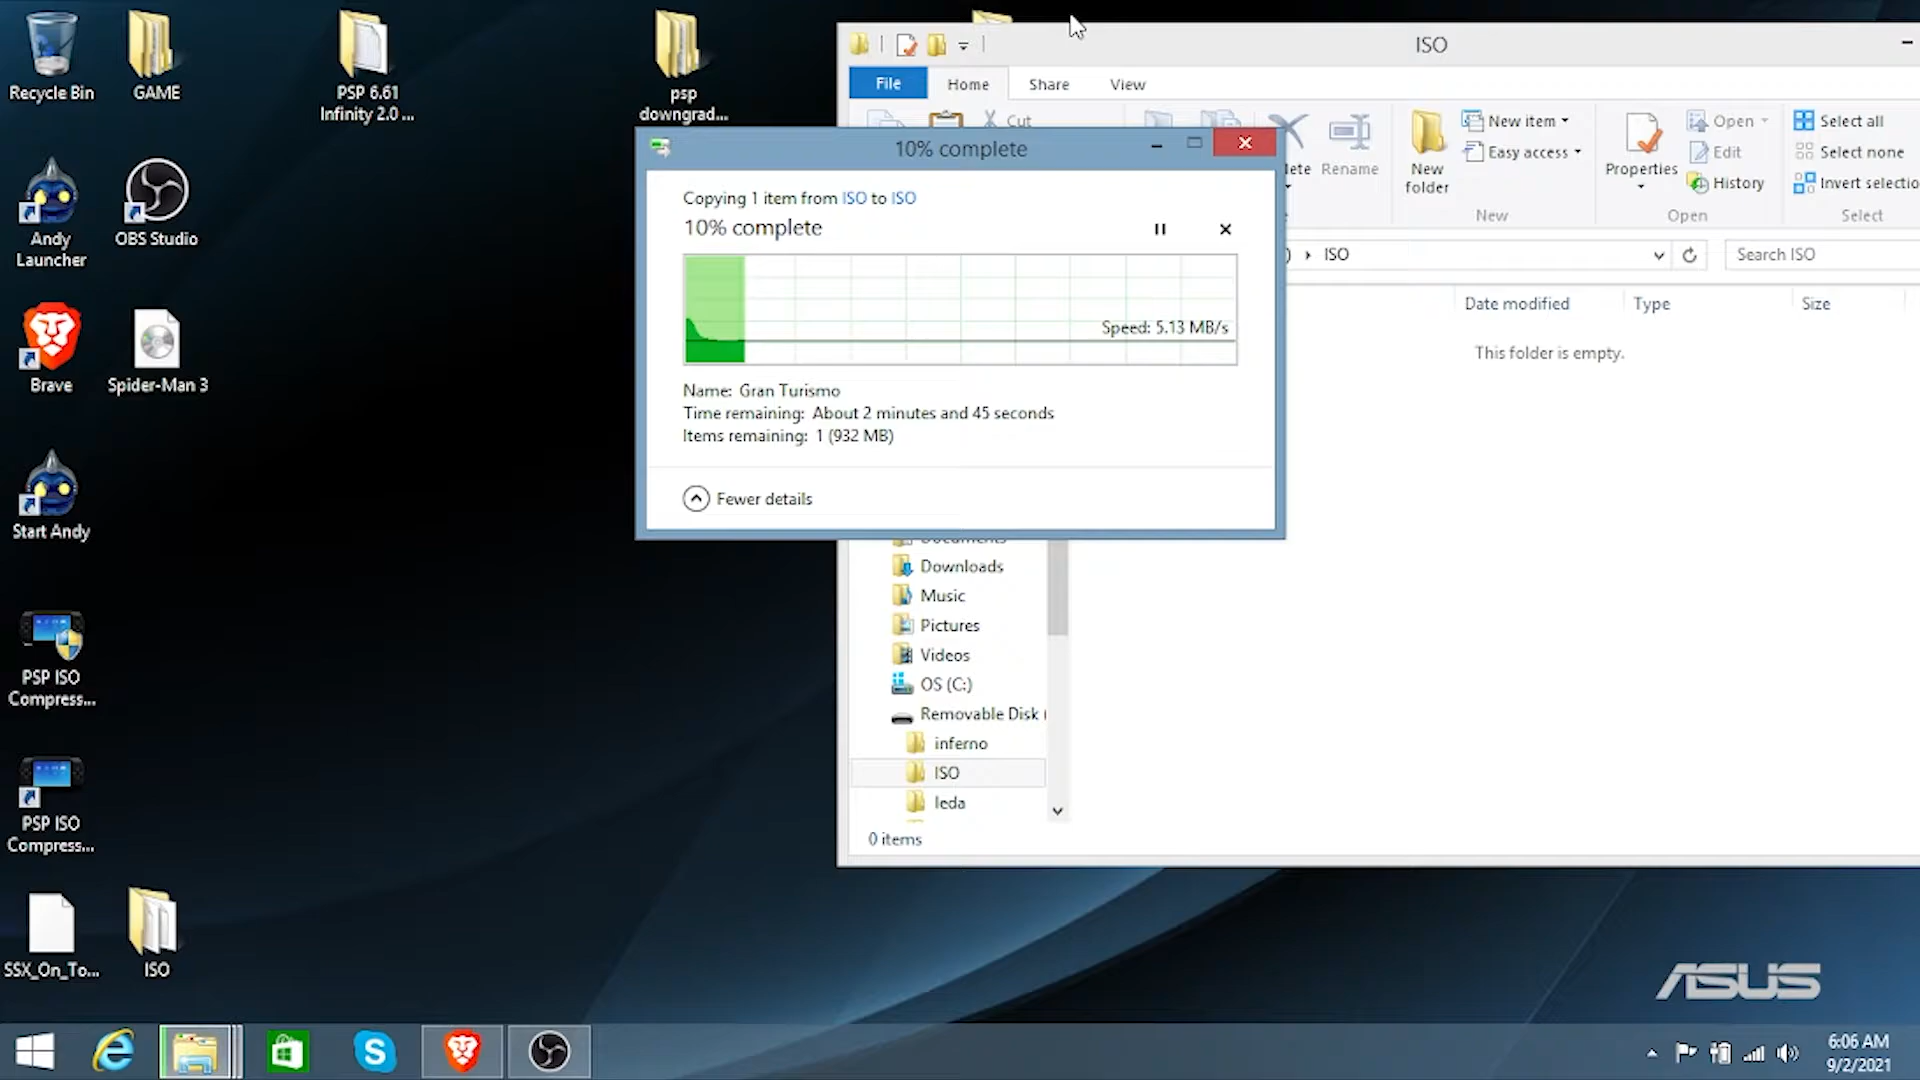 Recycle Bin
GAME
PSP 6.61
Infinity 2.0 ...
psp
downgrad...
Andy
Launcher
OBS Studio
Brave
Spider-Man 3
Start Andy
PSP ISO
Compress...
PSP ISO
Compress...
SSX_On_To...
ISO
ISO
File
Home
Share
View
Cut
Rename
New
folder
New item
Easy access
New
Properties
Open
Edit
History
Open
Select all
Select none
Invert selectio
Select
10% complete
Copying 1 item from ISO to ISO
10% complete
Speed: 5.13 MB/s
Name: Gran Turismo
Time remaining: About 2 minutes and 45 seconds
Items remaining: 1 (932 MB)
Fewer details
ISO
Search ISO
Date modified
Type
Size
This folder is empty.
Documents
Downloads
Music
Pictures
Videos
OS (C:)
Removable Disk (
inferno
ISO
leda
0 items
ASUS
6:06 AM
9/2/2021